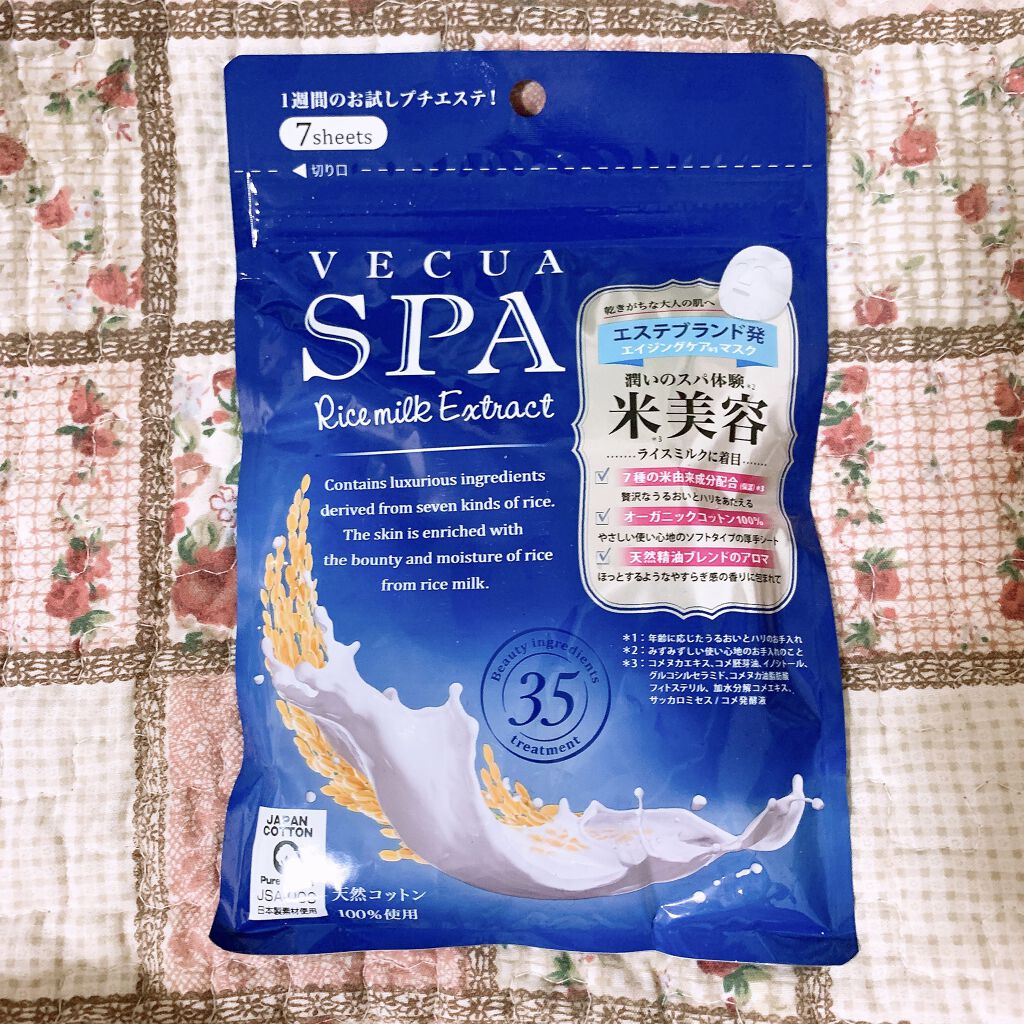 1週間のお試しプチエステ!
7sheets
◀切り口
VECUA
SPA
Rice milk Extract
Contains luxurious ingredients
derived from seven kinds of rice.
The skin is enriched with
the bounty and moisture of rice
from rice milk.
乾きがちな大人の肌へ
エステブランド発
エイジングケア※1マスク
潤いのスパ体験※2
米美容
※3
……ライスミルクに着目……
7種の米由来成分配合(保湿)※3
贅沢なうるおいとハリをあたえる
オーガニックコットン100%
やさしい使い心地のソフトタイプの厚手シート
天然精油ブレンドのアロマ
ほっとするようなやすらぎ感の香りに包まれて
*1:年齢に応じたうるおいとハリのお手入れ
*2:みずみずしい使い心地のお手入れのこと
*3:コメヌカエキス、コメ胚芽油、イノシトール、
グルコシルセラミド、コメヌカ油脂肪酸
フィトステリル、加水分解コメエキス、
サッカロミセス/コメ発酵液
Beauty ingredients
35
treatment
JAPAN
COTTON
Pure
JSA
日本製素材使用
天然コットン
100%使用